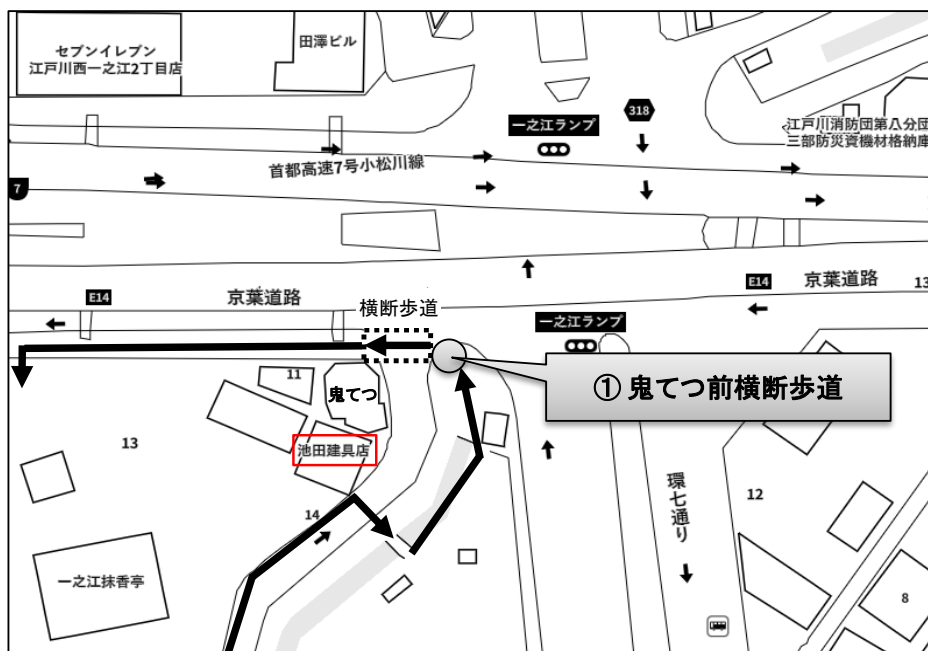 セブンイレブン
江戸川西一之江2丁目店
田澤ビル
一之江ランプ
318
江戸川消防団第八分団
三部防災資機材格納庫
首都高速7号小松川線
7
E14
京葉道路
横断歩道
E14
京葉道路
13
一之江ランプ
① 鬼てつ前横断歩道
11
鬼てつ
13
池田建具店
14
環七通り
12
一之江抹香亭
8